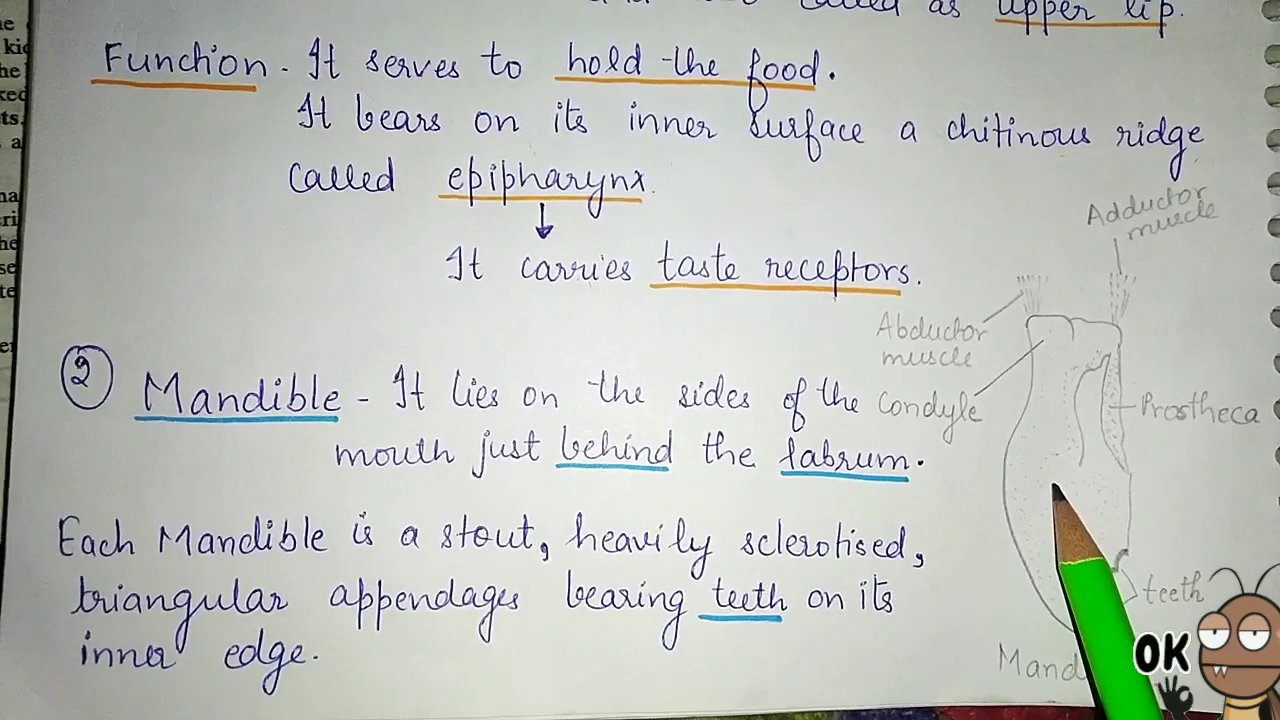 called as upper lip.
Function. It serves to hold the food.
It bears on its inner surface a chitinous ridge
called epipharynx.
It carries taste receptors.
Adductor
muscle
Abductor
muscle
Condyle
Prostheca
② Mandible - It lies on the sides of the
mouth just behind the labrum.
Each Mandible is a stout, heavily sclerotised,
triangular appendages bearing teeth on its
inner edge.
teeth
Mand
OK